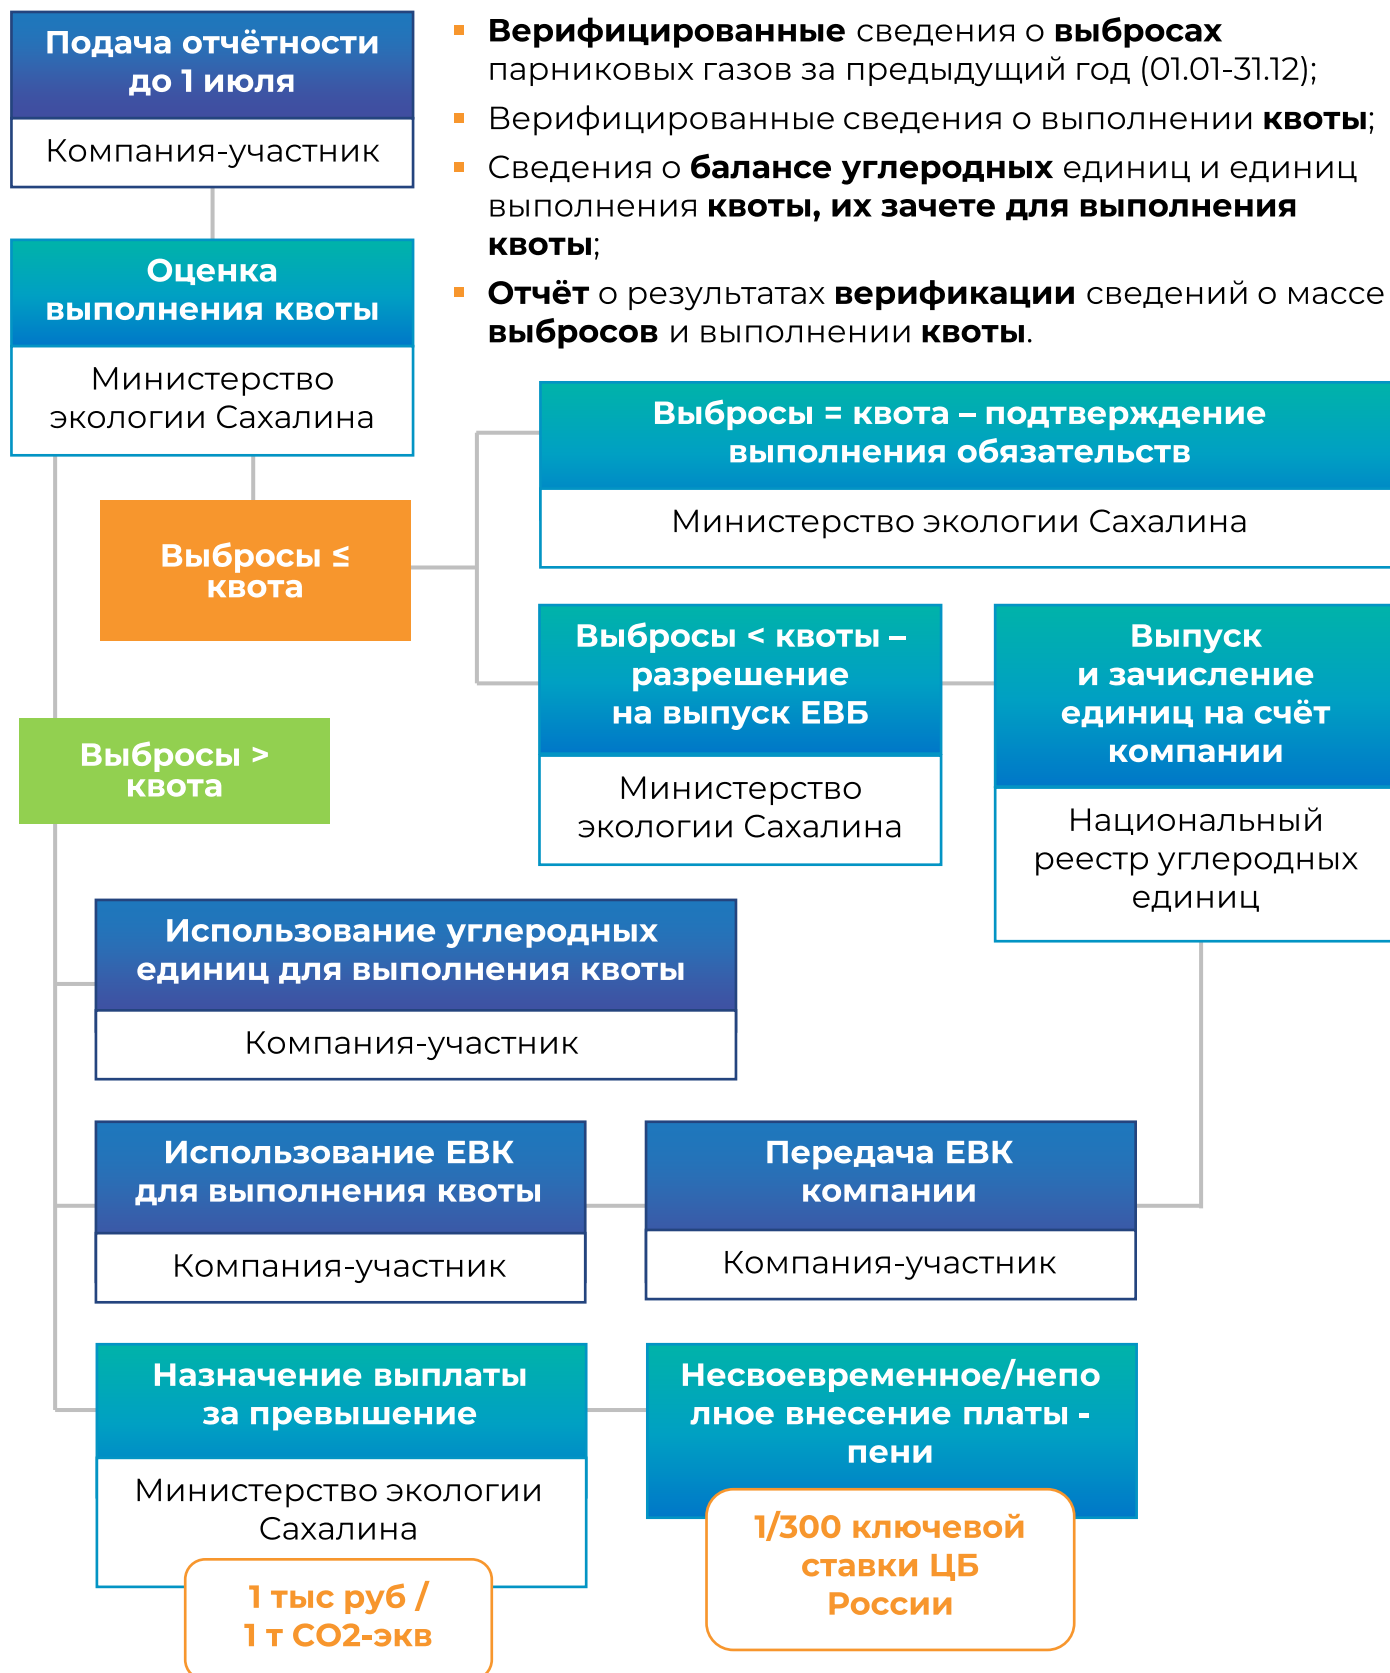 Подача отчётности
до 1 июля
Компания-участник
▪ Верифицированные сведения о выбросах
парниковых газов за предыдущий год (01.01-31.12);
▪ Верифицированные сведения о выполнении квоты;
▪ Сведения о балансе углеродных единиц и единиц
выполнения квоты, их зачете для выполнения
квоты;
▪ Отчёт о результатах верификации сведений о массе
выбросов и выполнении квоты.
Оценка
выполнения квоты
Министерство
экологии Сахалина
Выбросы = квота – подтверждение
выполнения обязательств
Министерство экологии Сахалина
Выбросы ≤
квота
Выбросы < квоты –
разрешение
на выпуск ЕВБ
Министерство
экологии Сахалина
Выпуск
и зачисление
единиц на счёт
компании
Национальный
реестр углеродных
единиц
Выбросы >
квота
Использование углеродных
единиц для выполнения квоты
Компания-участник
Использование ЕВК
для выполнения квоты
Компания-участник
Передача ЕВК
компании
Компания-участник
Назначение выплаты
за превышение
Министерство экологии
Сахалина
1 тыс руб /
1 т СО2-экв
Несвоевременное/непо
лное внесение платы -
пени
1/300 ключевой
ставки ЦБ
России